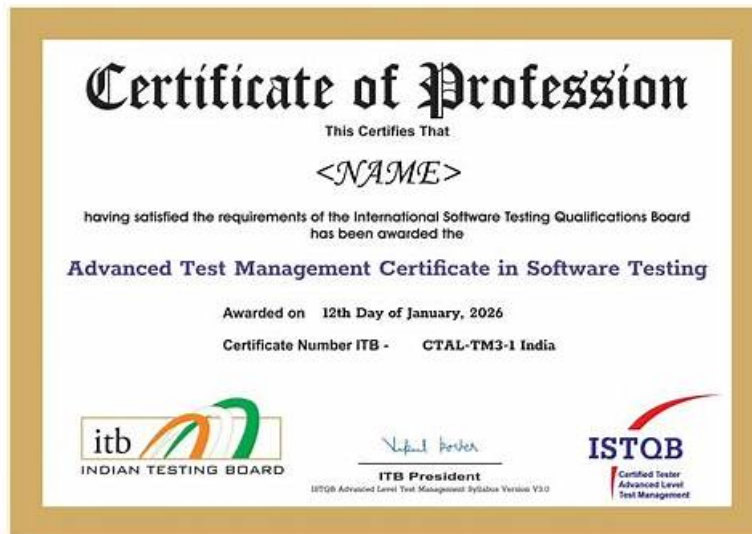 Certificate of Profession
This Certifies That
<NAME>
having satisfied the requirements of the International Software Testing Qualifications Board
has been awarded the
Advanced Test Management Certificate in Software Testing
Awarded on 12th Day of January, 2026
Certificate Number ITB - CTAL-TM3-1 India
itb
INDIAN TESTING BOARD
ITB President
ISTQB Advanced Level Test Management Syllabus Version V3.0
ISTQB
Certified Tester
Advanced Level
Test Management